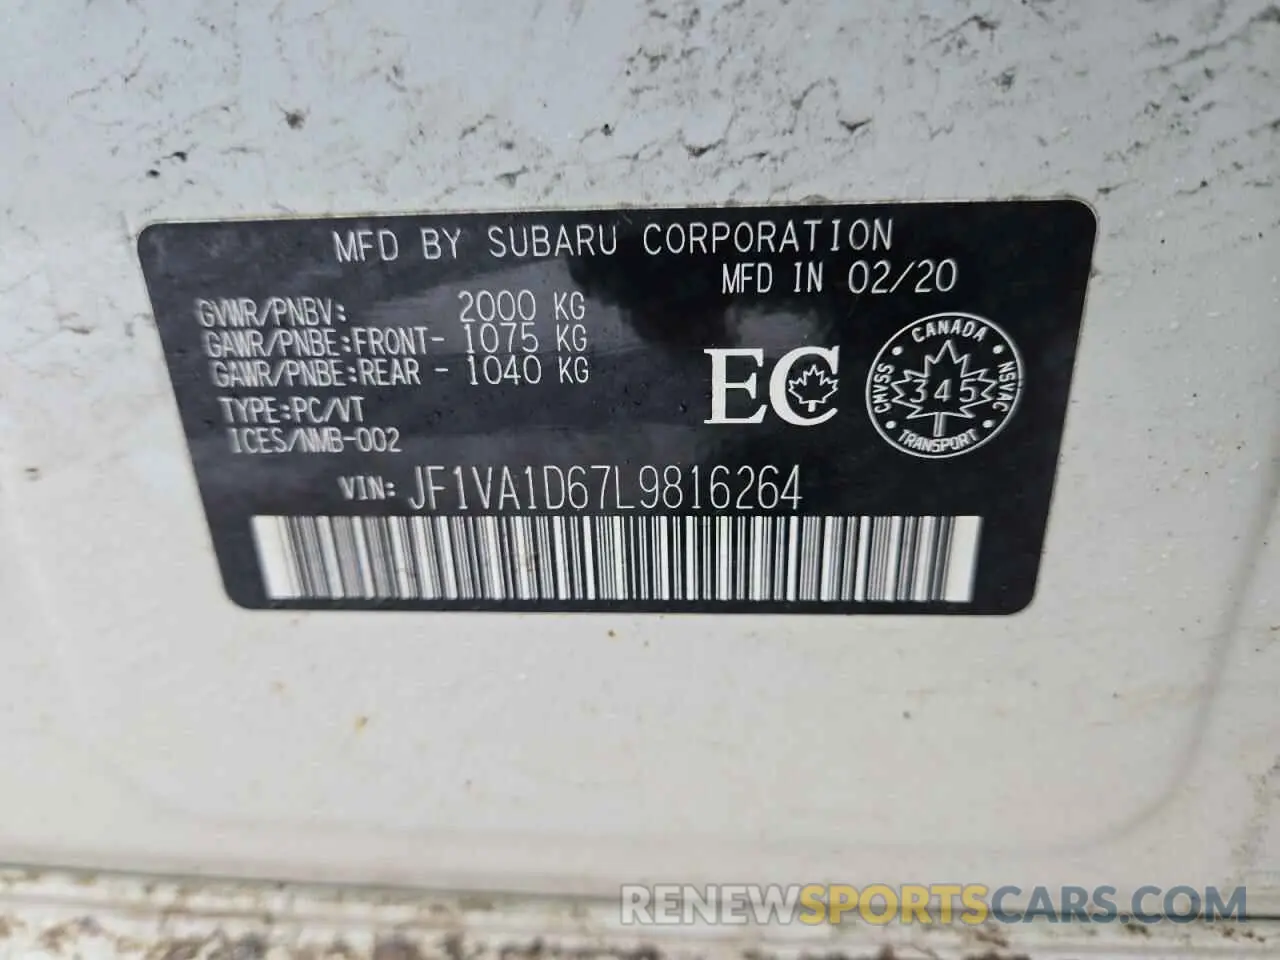 MFD BY SUBARU CORPORATION
MFD IN 02/20
GVWR/PNBV: 2000 KG
GAWR/PNBE:FRONT- 1075 KG
GAWR/PNBE:REAR - 1040 KG
TYPE:PC/VT
ICES/NMB-002
EC
CANADA
CMVSS 345 NSVAC
TRANSPORT
VIN: JF1VA1D67L9816264
RENEWSPORTSCARS.COM